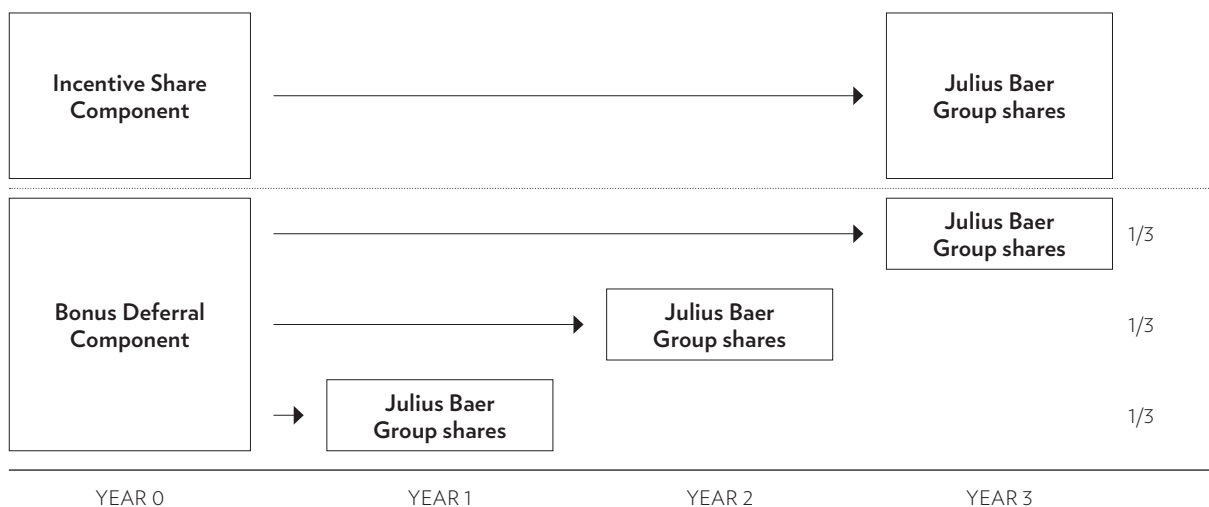 Incentive Share
Component
Julius Baer
Group shares
Bonus Deferral
Component
Julius Baer
Group shares
1/3
Julius Baer
Group shares
1/3
Julius Baer
Group shares
1/3
YEAR 0
YEAR 1
YEAR 2
YEAR 3